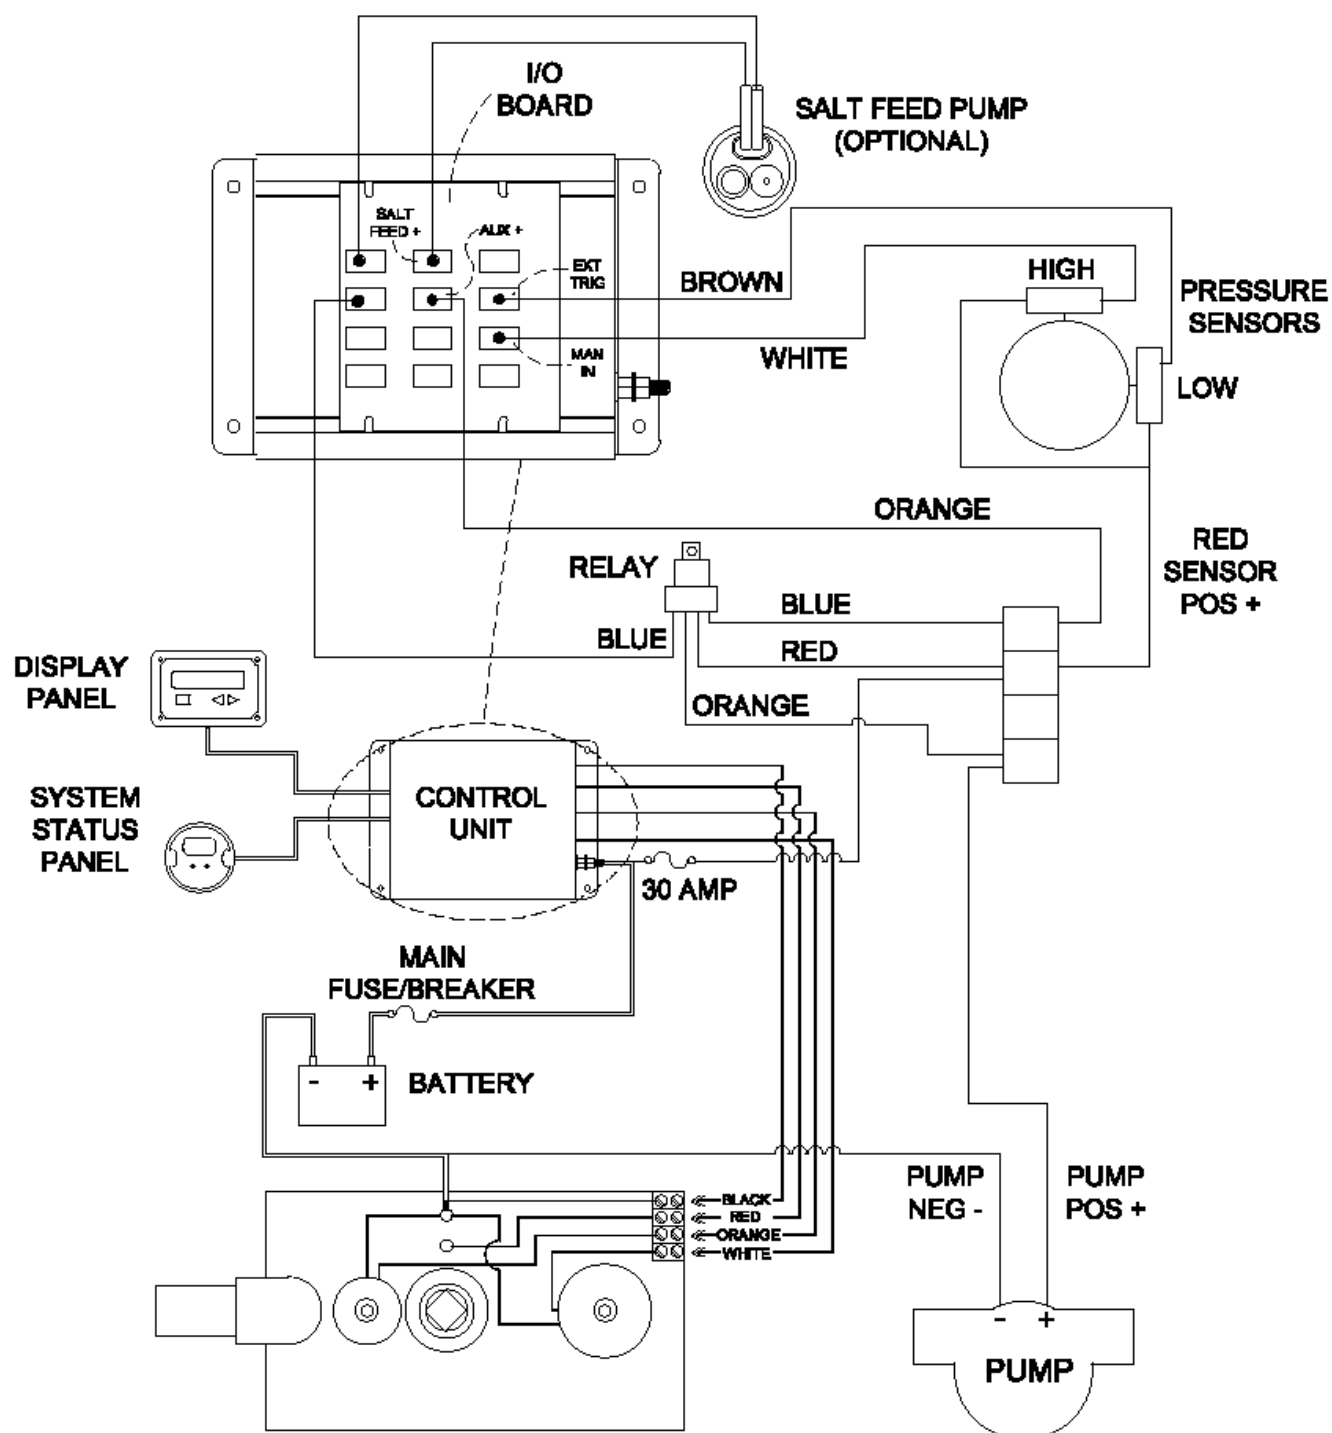 I/O
BOARD
SALT FEED PUMP
(OPTIONAL)
SALT
FEED +
AUX +
EXT
TRIG
MAN
IN
BROWN
WHITE
HIGH
PRESSURE
SENSORS
LOW
ORANGE
RED
SENSOR
POS +
RELAY
BLUE
BLUE
RED
ORANGE
DISPLAY
PANEL
SYSTEM
STATUS
PANEL
CONTROL
UNIT
30 AMP
MAIN
FUSE/BREAKER
- +
BATTERY
BLACK
RED
ORANGE
WHITE
PUMP
NEG -
PUMP
POS +
- +
PUMP